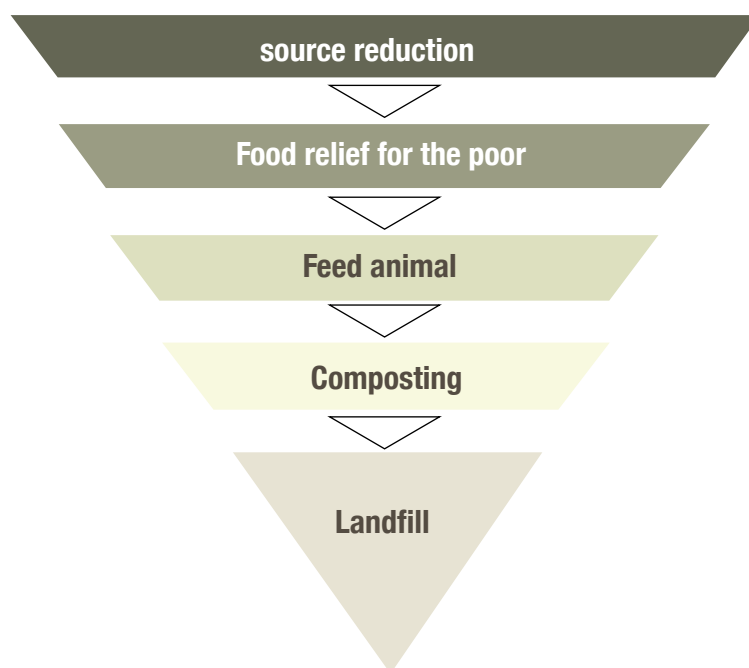 source reduction
Food relief for the poor
Feed animal
Composting
Landfill